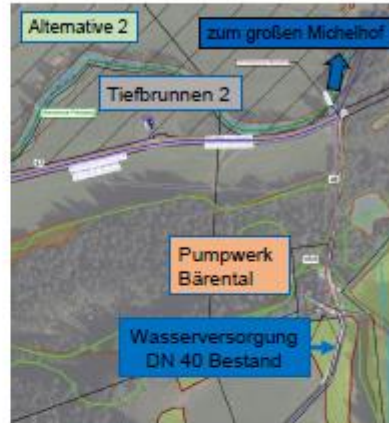 Alternative 2
zum großen Michelhof
Tiefbrunnen 2
Pumpwerk
Bärental
Wasserversorgung
DN 40 Bestand